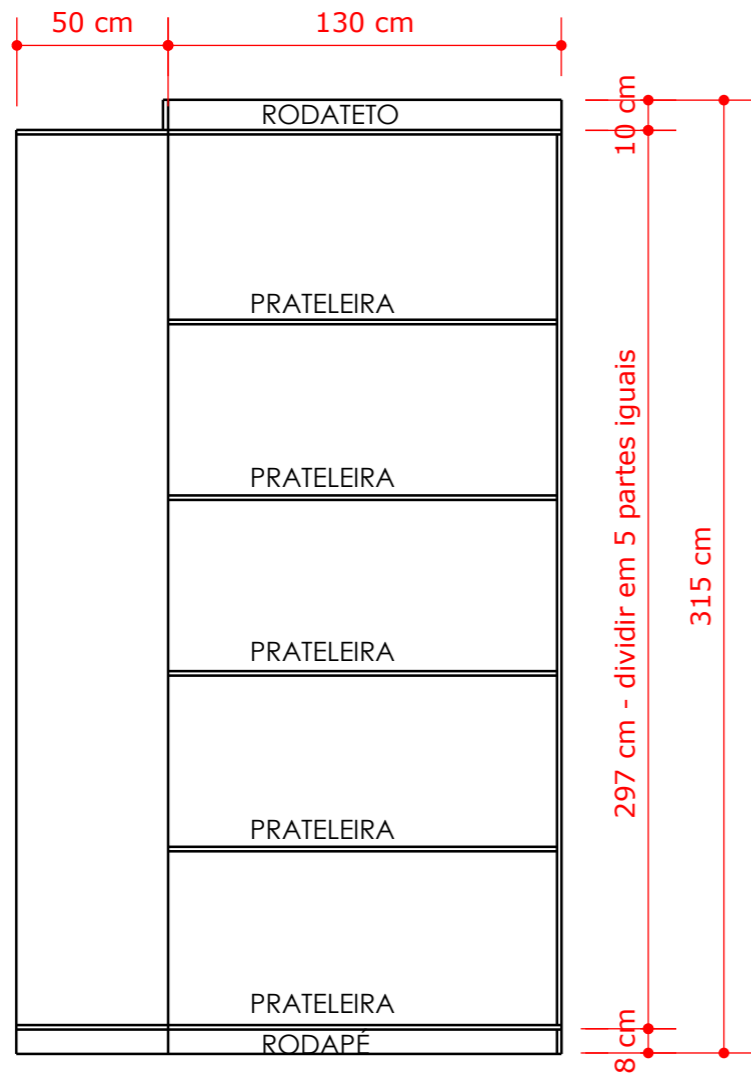 50 cm
130 cm
RODATETO
10 cm
PRATELEIRA
PRATELEIRA
297 cm - dividir em 5 partes iguais
315 cm
PRATELEIRA
PRATELEIRA
PRATELEIRA
RODAPÉ
8 cm